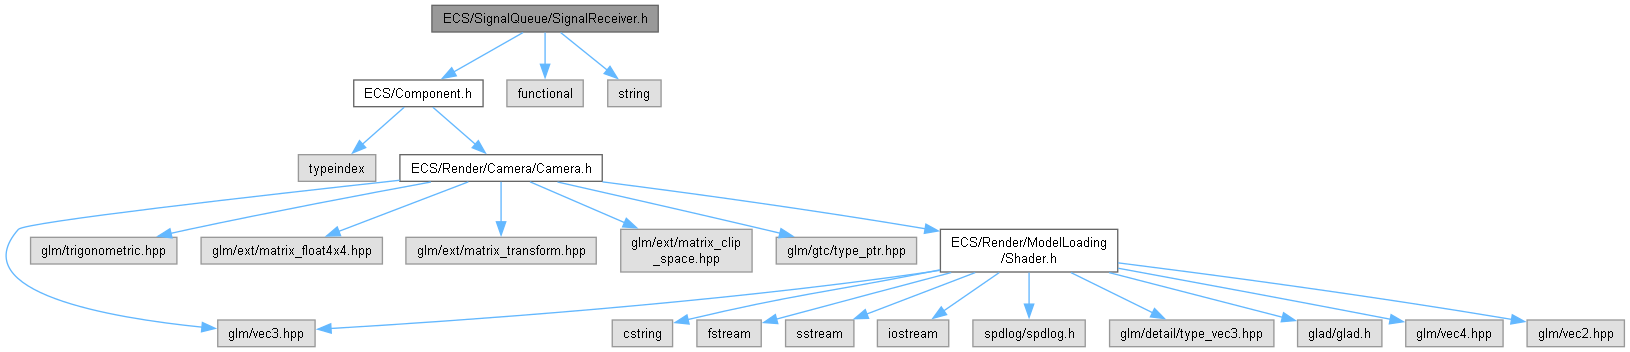 ECS/SignalQueue/SignalReceiver.h
ECS/Component.h
functional
string
typeindex
ECS/Render/Camera/Camera.h
glm/trigonometric.hpp
glm/ext/matrix_float4x4.hpp
glm/ext/matrix_transform.hpp
glm/ext/matrix_clip
_space.hpp
glm/gtc/type_ptr.hpp
ECS/Render/ModelLoading
/Shader.h
glm/vec3.hpp
cstring
fstream
sstream
iostream
spdlog/spdlog.h
glm/detail/type_vec3.hpp
glad/glad.h
glm/vec4.hpp
glm/vec2.hpp